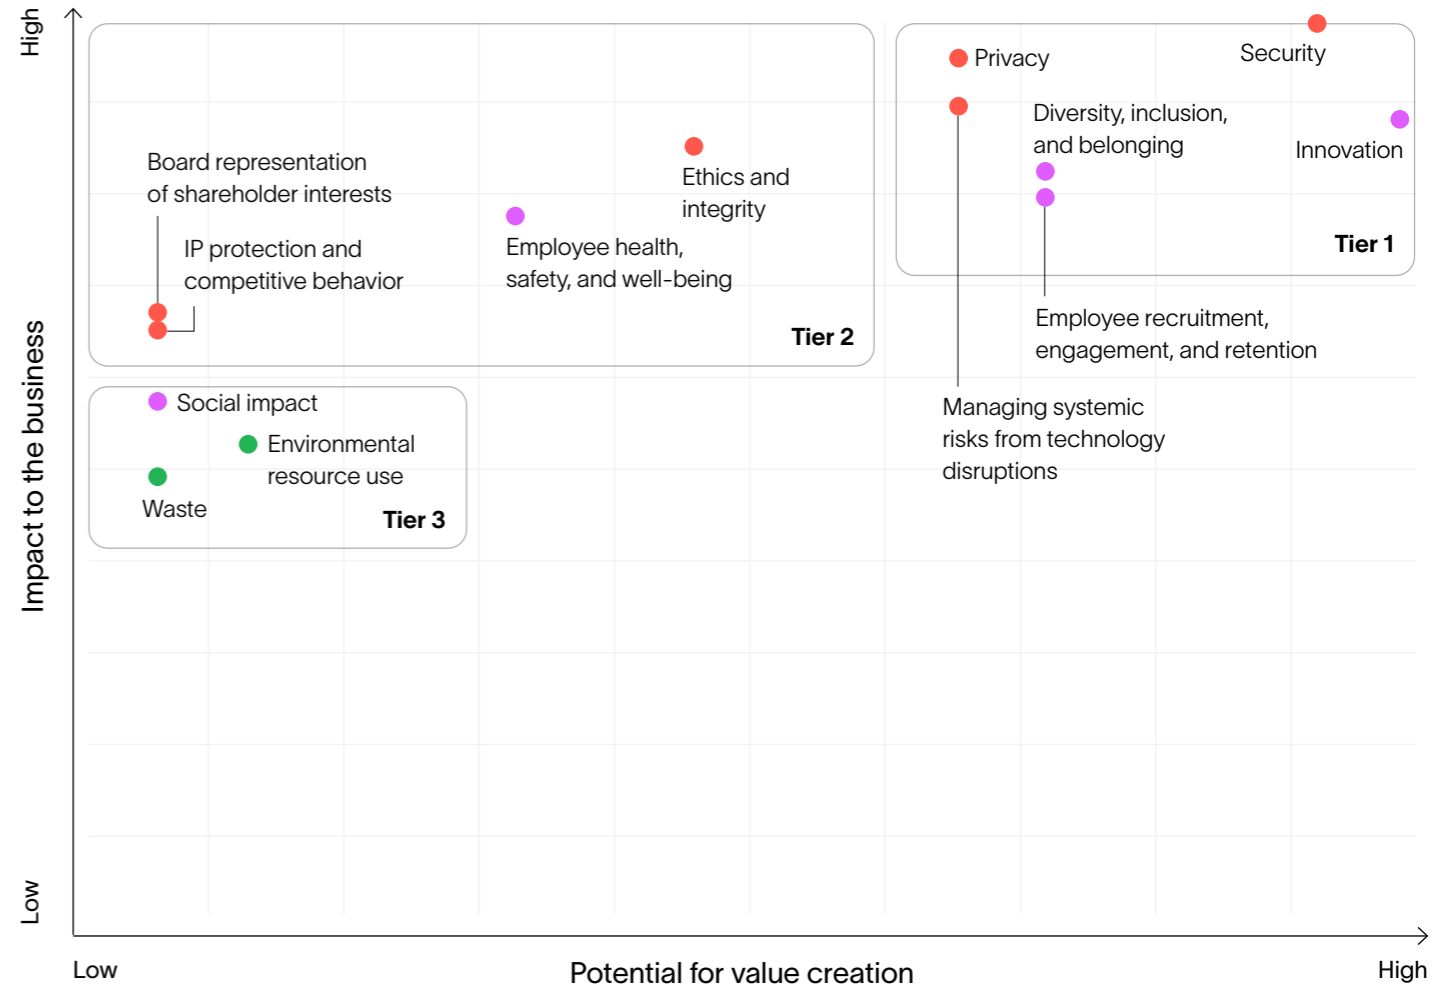 High
Impact to the business
Low
Privacy
Security
Diversity, inclusion,
and belonging
Innovation
Tier 1
Employee recruitment,
engagement, and retention
Managing systemic
risks from technology
disruptions
Board representation
of shareholder interests
IP protection and
competitive behavior
Ethics and
integrity
Employee health,
safety, and well-being
Tier 2
Social impact
Environmental
resource use
Waste
Tier 3
Low
Potential for value creation
High